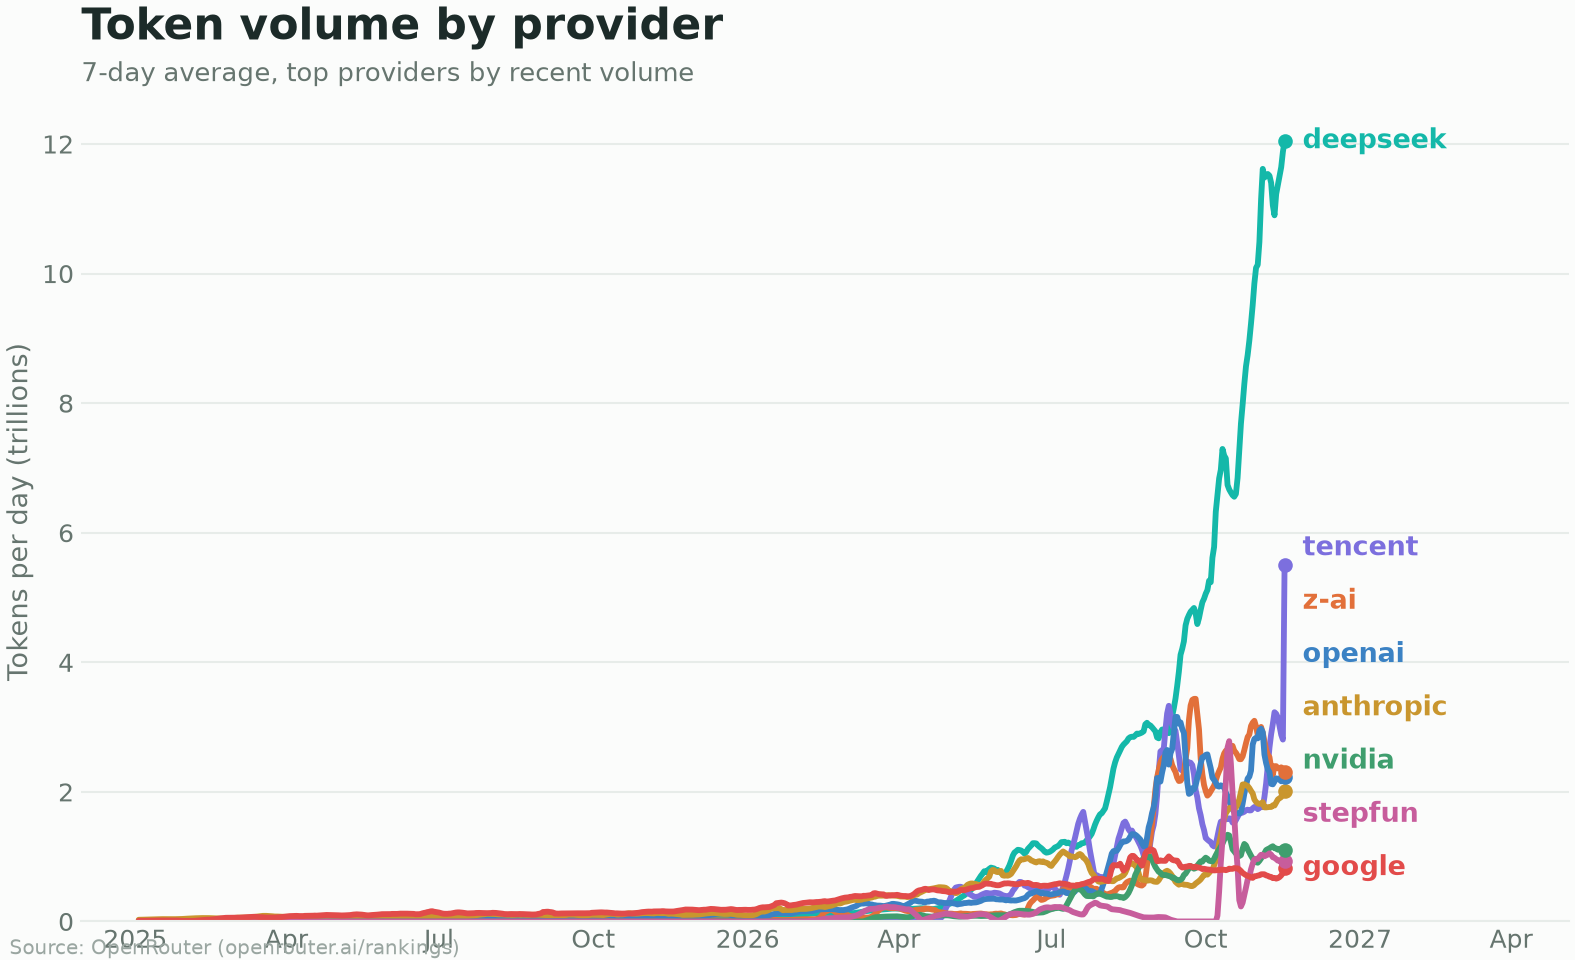 Token volume by provider
7-day average, top providers by recent volume
Tokens per day (trillions)
12
10
8
6
4
2
0
deepseek
tencent
z-ai
openai
anthropic
nvidia
stepfun
google
2025 Apr Jul Oct 2026 Apr Jul Oct 2027 Apr
Source: OpenRouter (openrouter.ai/rankings)